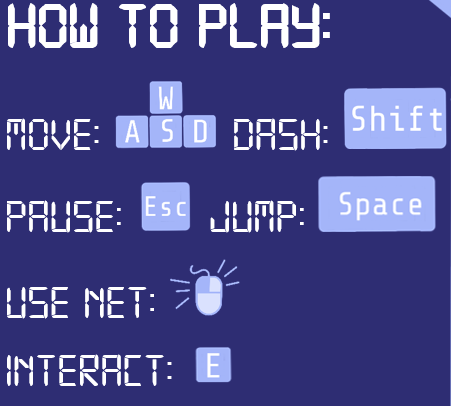 HOW TO PLAY:
W
MOVE: A S D DASH: Shift
PAUSE: Esc JUMP: Space
USE NET:
INTERACT: E